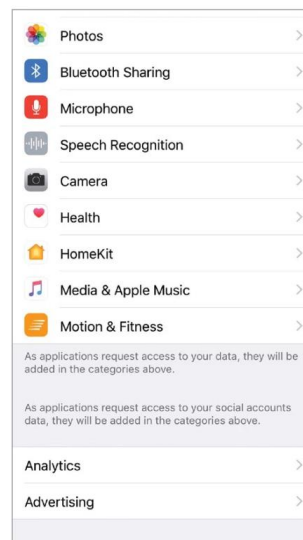 Photos
Bluetooth Sharing
Microphone
Speech Recognition
Camera
Health
HomeKit
Media & Apple Music
Motion & Fitness
As applications request access to your data, they will be
added in the categories above.
As applications request access to your social accounts
data, they will be added in the categories above.
Analytics
Advertising